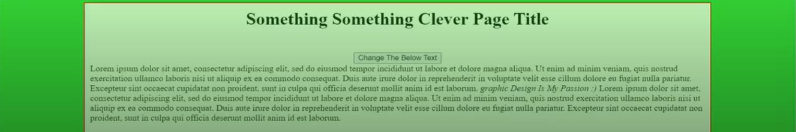 Something Something Clever Page Title
Change The Below Text
Lorem ipsum dolor sit amet, consectetur adipiscing elit, sed do eiusmod tempor incididunt ut labore et dolore magna aliqua. Ut enim ad minim veniam, quis nostrud
exercitation ullamco laboris nisi ut aliquip ex ea commodo consequat. Duis aute irure dolor in reprehenderit in voluptate velit esse cillum dolore eu fugiat nulla pariatur.
Excepteur sint occaecat cupidatat non proident, sunt in culpa qui officia deserunt mollit anim id est laborum. graphic Design Is My Passion :) Lorem ipsum dolor sit amet,
consectetur adipiscing elit, sed do eiusmod tempor incididunt ut labore et dolore magna aliqua. Ut enim ad minim veniam, quis nostrud exercitation ullamco laboris nisi ut
aliquip ex ea commodo consequat. Duis aute irure dolor in reprehenderit in voluptate velit esse cillum dolore eu fugiat nulla pariatur. Excepteur sint occaecat cupidatat non
proident, sunt in culpa qui officia deserunt mollit anim id est laborum.